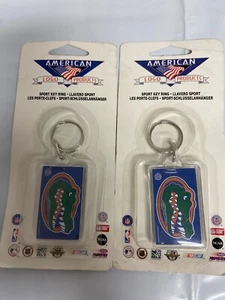 AMERICAN
LOGO PRODUCTS
SPORT KEY RING - LLAVERO SPORT
LES PORTE-CLEFS - SPORT-SCHLÜSSELANHÄNGER
AMERICAN
LOGO PRODUCTS
SPORT KEY RING - LLAVERO SPORT
LES PORTE-CLEFS - SPORT-SCHLÜSSELANHÄNGER